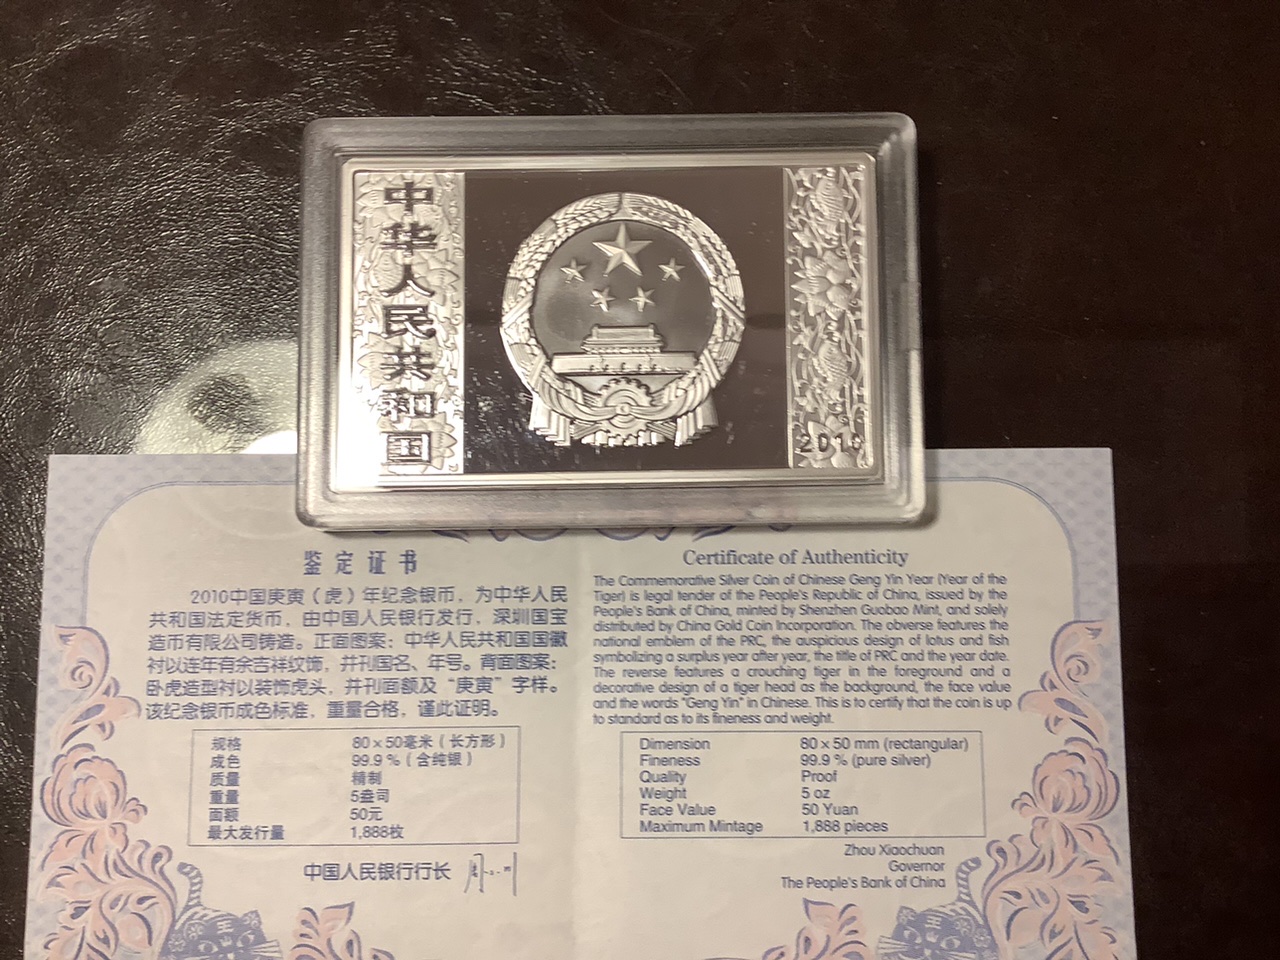 中华人民共和国
2010
鉴定证书
2010中国庚寅（虎）年纪念银币，为中华人民
共和国法定货币，由中国人民银行发行，深圳国宝
造币有限公司铸造。正面图案：中华人民共和国国徽
衬以连年有余吉祥纹饰，并刊国名、年号。背面图案：
卧虎造型衬以装饰虎头，并刊面额及“庚寅”字样。
该纪念银币成色标准，重量合格，谨此证明。
规格 80×50毫米（长方形）
成色 99.9％（含纯银）
质量 精制
重量 5盎司
面额 50元
最大发行量 1,888枚
中国人民银行行长
Certificate of Authenticity
The Commemorative Silver Coin of Chinese Geng Yin Year (Year of the
Tiger) is legal tender of the People's Republic of China, issued by the
People's Bank of China, minted by Shenzhen Guobao Mint, and solely
distributed by China Gold Coin Incorporation. The obverse features the
national emblem of the PRC, the auspicious design of lotus and fish
symbolizing a surplus year after year, the title of PRC and the year date.
The reverse features a crouching tiger in the foreground and a
decorative design of a tiger head as the background, the face value
and the words "Geng Yin" in Chinese. This is to certify that the coin is up
to standard as to its fineness and weight.
Dimension 80×50 mm (rectangular)
Fineness 99.9 % (pure silver)
Quality Proof
Weight 5 oz
Face Value 50 Yuan
Maximum Mintage 1,888 pieces
Zhou Xiaochuan
Governor
The People's Bank of China